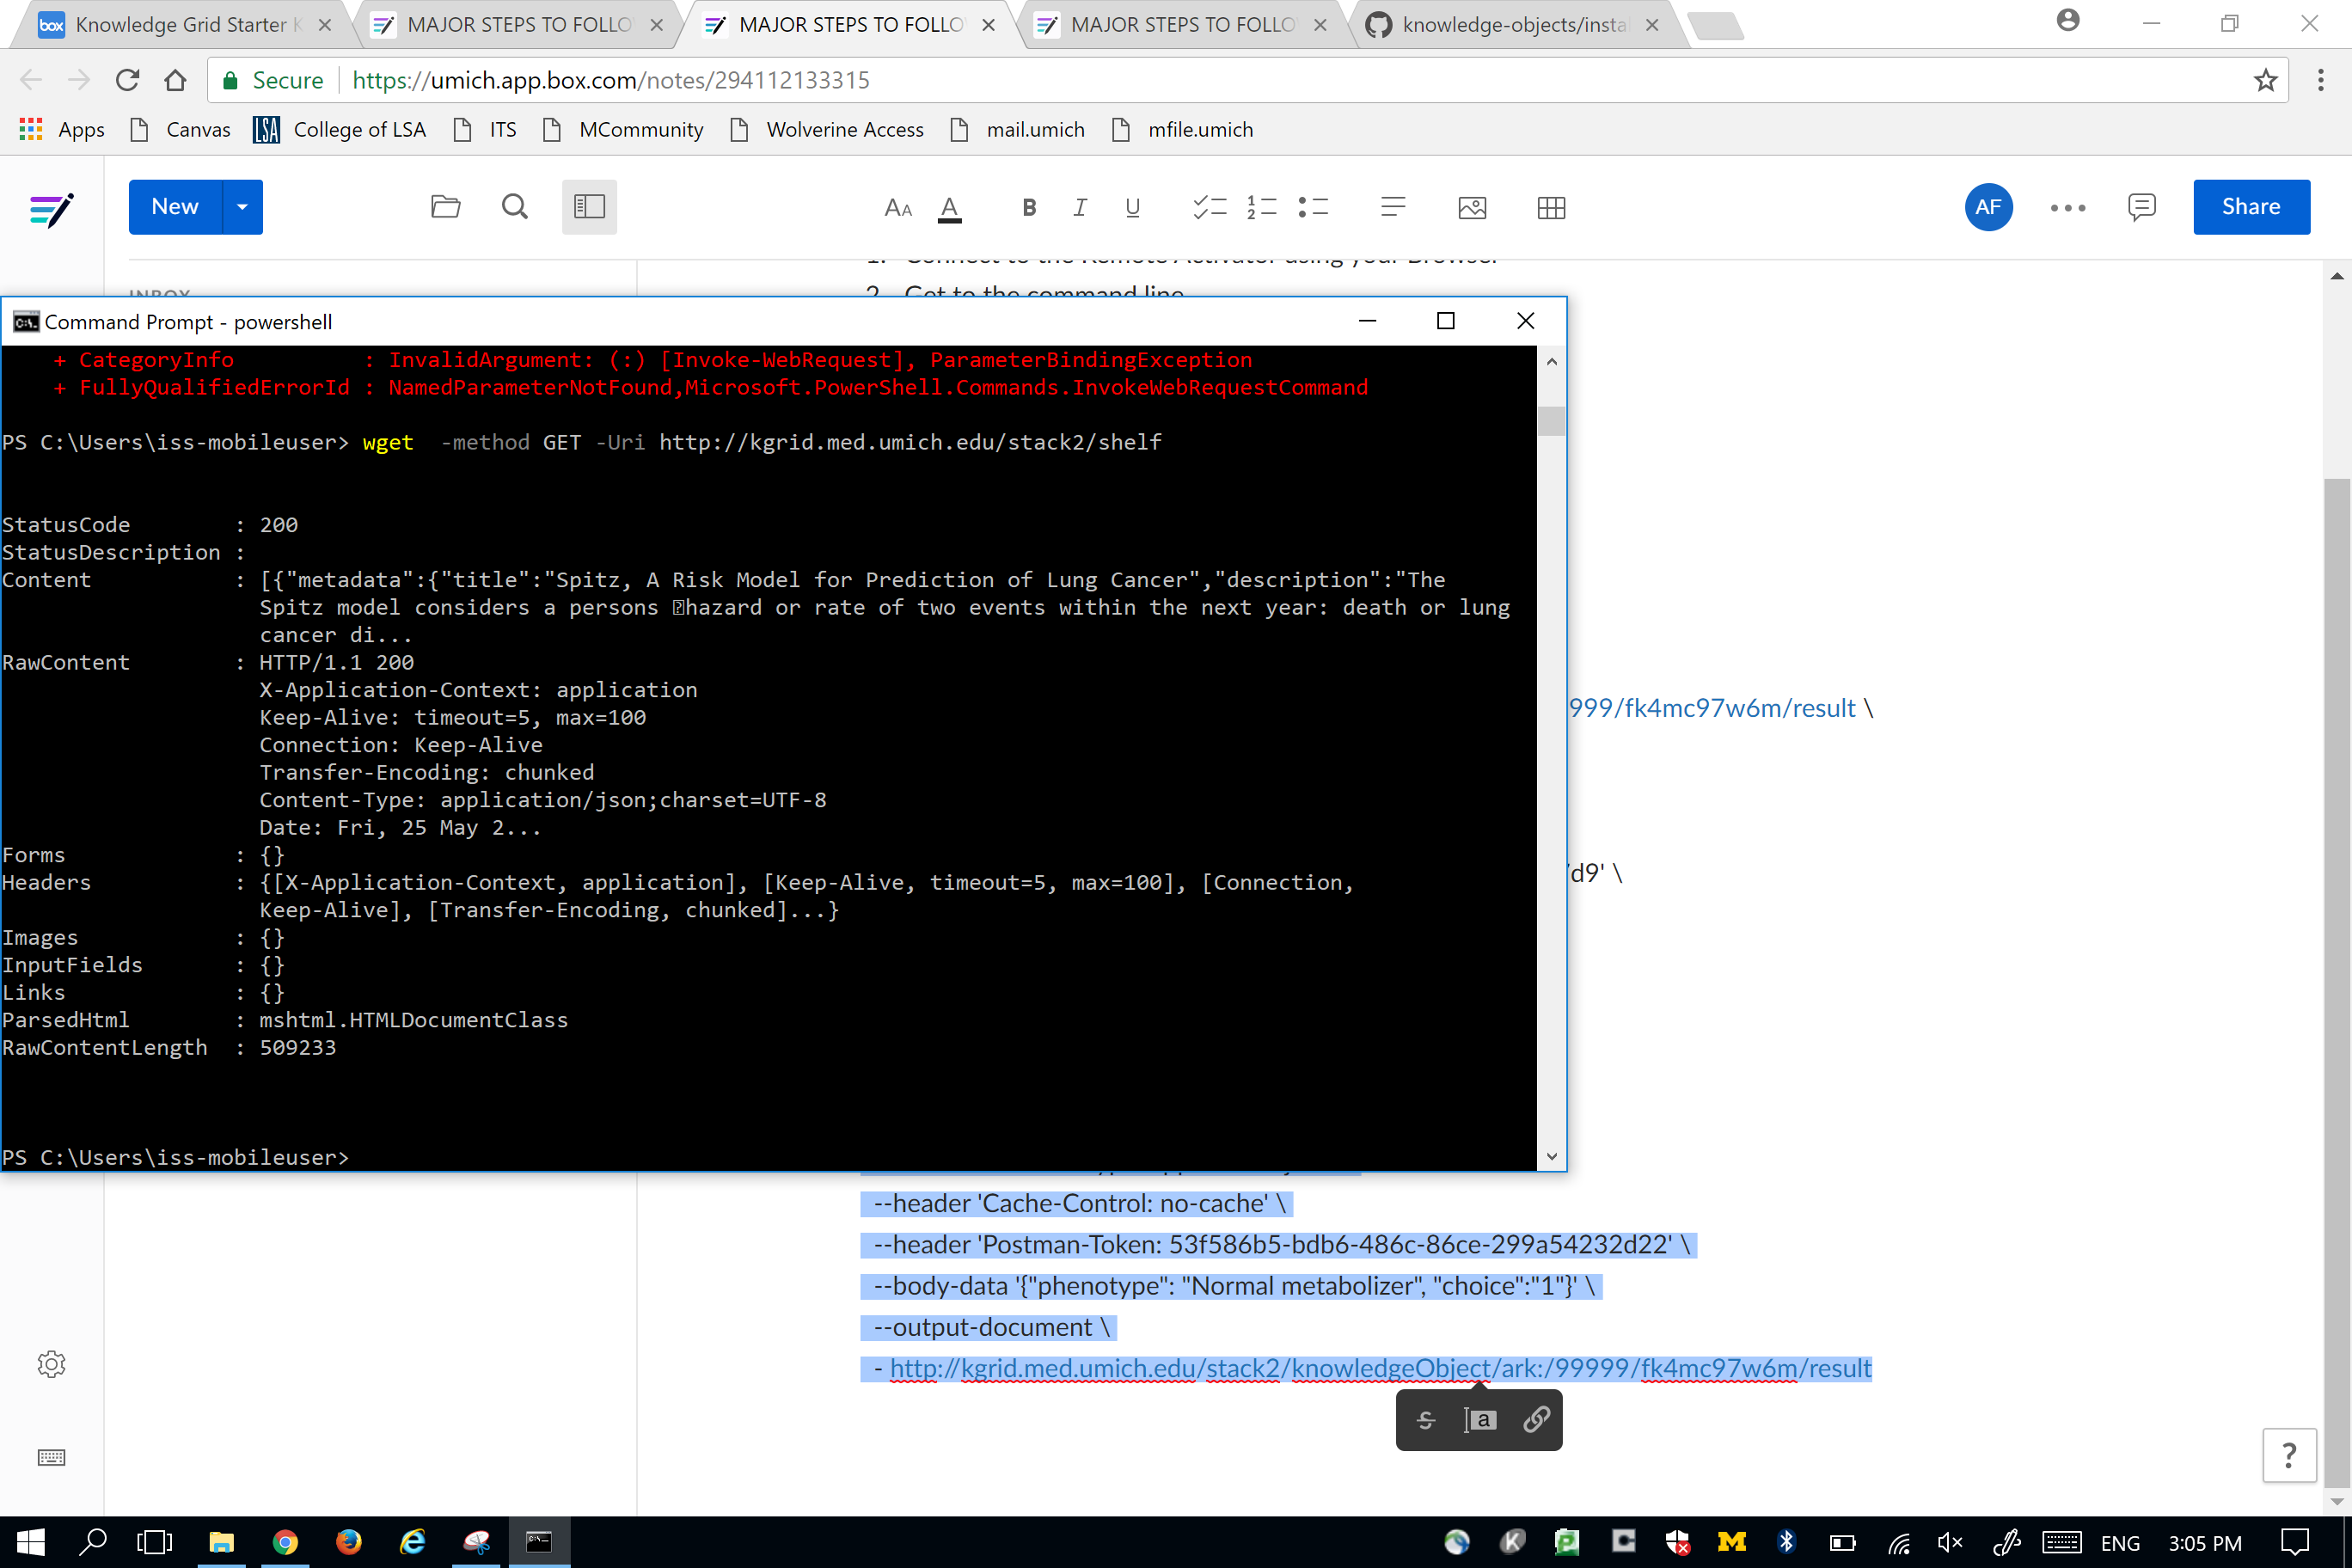 box Knowledge Grid Starter K
MAJOR STEPS TO FOLLO
MAJOR STEPS TO FOLLO
MAJOR STEPS TO FOLLO
knowledge-objects/insta
Secure https://umich.app.box.com/notes/294112133315
Apps Canvas LSA College of LSA ITS MCommunity Wolverine Access mail.umich mfile.umich
New AF Share
1. Connect to the Remote Activator using your Browser
INBOX
2. Get to the command line
Command Prompt - powershell
+ CategoryInfo : InvalidArgument: (:) [Invoke-WebRequest], ParameterBindingException
+ FullyQualifiedErrorId : NamedParameterNotFound,Microsoft.PowerShell.Commands.InvokeWebRequestCommand
PS C:\Users\iss-mobileuser> wget -method GET -Uri http://kgrid.med.umich.edu/stack2/shelf
StatusCode : 200
StatusDescription :
Content : [{"metadata":{"title":"Spitz, A Risk Model for Prediction of Lung Cancer","description":"The
Spitz model considers a persons hazard or rate of two events within the next year: death or lung
cancer di...
RawContent : HTTP/1.1 200
X-Application-Context: application
Keep-Alive: timeout=5, max=100
Connection: Keep-Alive
Transfer-Encoding: chunked
Content-Type: application/json;charset=UTF-8
Date: Fri, 25 May 2...
Forms : {}
Headers : {[X-Application-Context, application], [Keep-Alive, timeout=5, max=100], [Connection,
Keep-Alive], [Transfer-Encoding, chunked]...}
Images : {}
InputFields : {}
Links : {}
ParsedHtml : mshtml.HTMLDocumentClass
RawContentLength : 509233
PS C:\Users\iss-mobileuser>
999/fk4mc97w6m/result \
d9' \
--header 'Cache-Control: no-cache' \
--header 'Postman-Token: 53f586b5-bdb6-486c-86ce-299a54232d22' \
--body-data '{"phenotype": "Normal metabolizer", "choice":"1"}' \
--output-document \
- http://kgrid.med.umich.edu/stack2/knowledgeObject/ark:/99999/fk4mc97w6m/result
?
ENG 3:05 PM